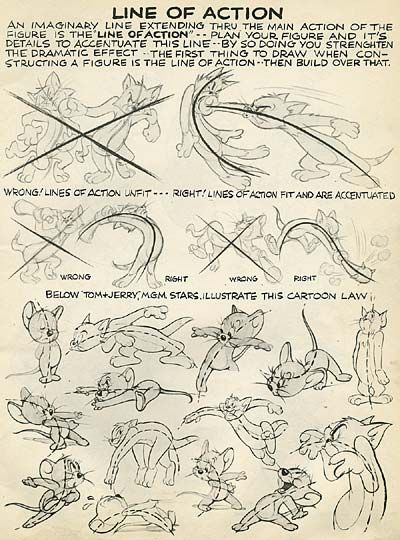 LINE OF ACTION
AN IMAGINARY LINE EXTENDING THRU THE MAIN ACTION OF THE
FIGURE IS THE "LINE OF ACTION" -- PLAN YOUR FIGURE AND IT'S
DETAILS TO ACCENTUATE THIS LINE -- BY SO DOING YOU STRENGHTEN
THE DRAMATIC EFFECT -- THE FIRST THING TO DRAW WHEN CON-
STRUCTING A FIGURE IS THE LINE OF ACTION -- THEN BUILD OVER THAT.
WRONG! LINES OF ACTION UNFIT --- RIGHT! LINES OF ACTION FIT AND ARE ACCENTUATED
WRONG RIGHT WRONG RIGHT
BELOW "TOM & JERRY," M.G.M. STARS, ILLUSTRATE THIS CARTOON LAW